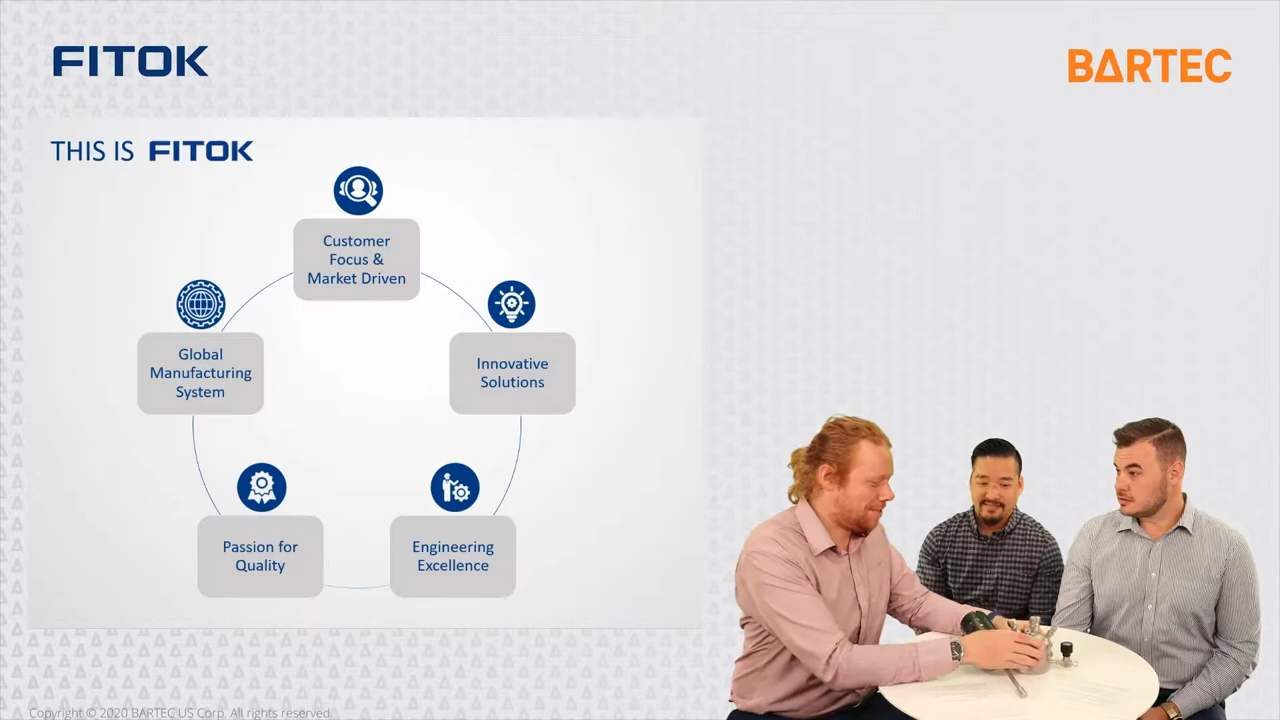 FITOK
BARTEC
THIS IS FITOK
Customer
Focus &
Market Driven
Global
Manufacturing
System
Innovative
Solutions
Passion for
Quality
Engineering
Excellence
Copyright © 2020 BARTEC US Corp. All rights reserved.